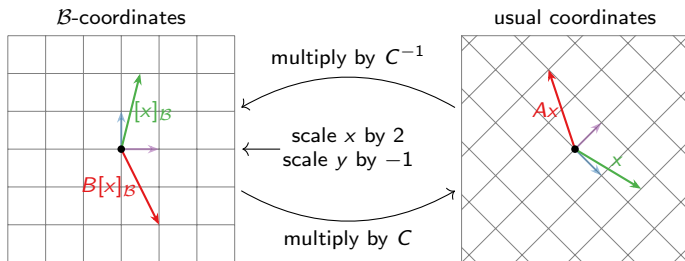 ℬ-coordinates
usual coordinates
multiply by C⁻¹
[x]ℬ
Ax
scale x by 2
scale y by −1
x
B[x]ℬ
multiply by C